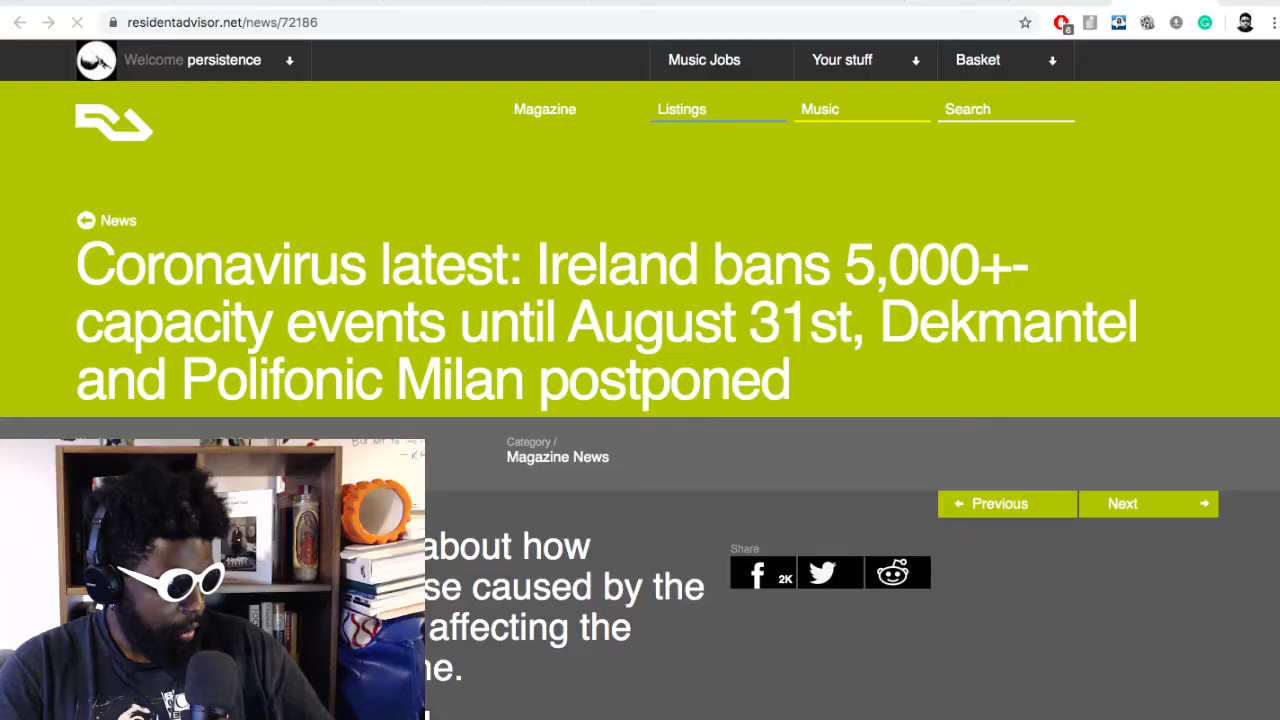 residentadvisor.net/news/72186
6
Welcome persistence
Music Jobs
Your stuff
Basket
Magazine
Listings
Music
Search
News
Coronavirus latest: Ireland bans 5,000+-
capacity events until August 31st, Dekmantel
and Polifonic Milan postponed
Category /
Magazine News
Previous
Next
about how
se caused by the
affecting the
ne.
Share
2K